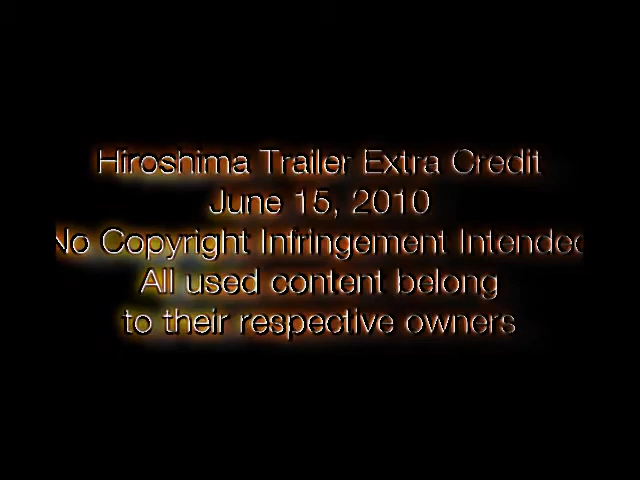 Hiroshima Trailer Extra Credit
June 15, 2010
No Copyright Infringement Intended
All used content belong
to their respective owners